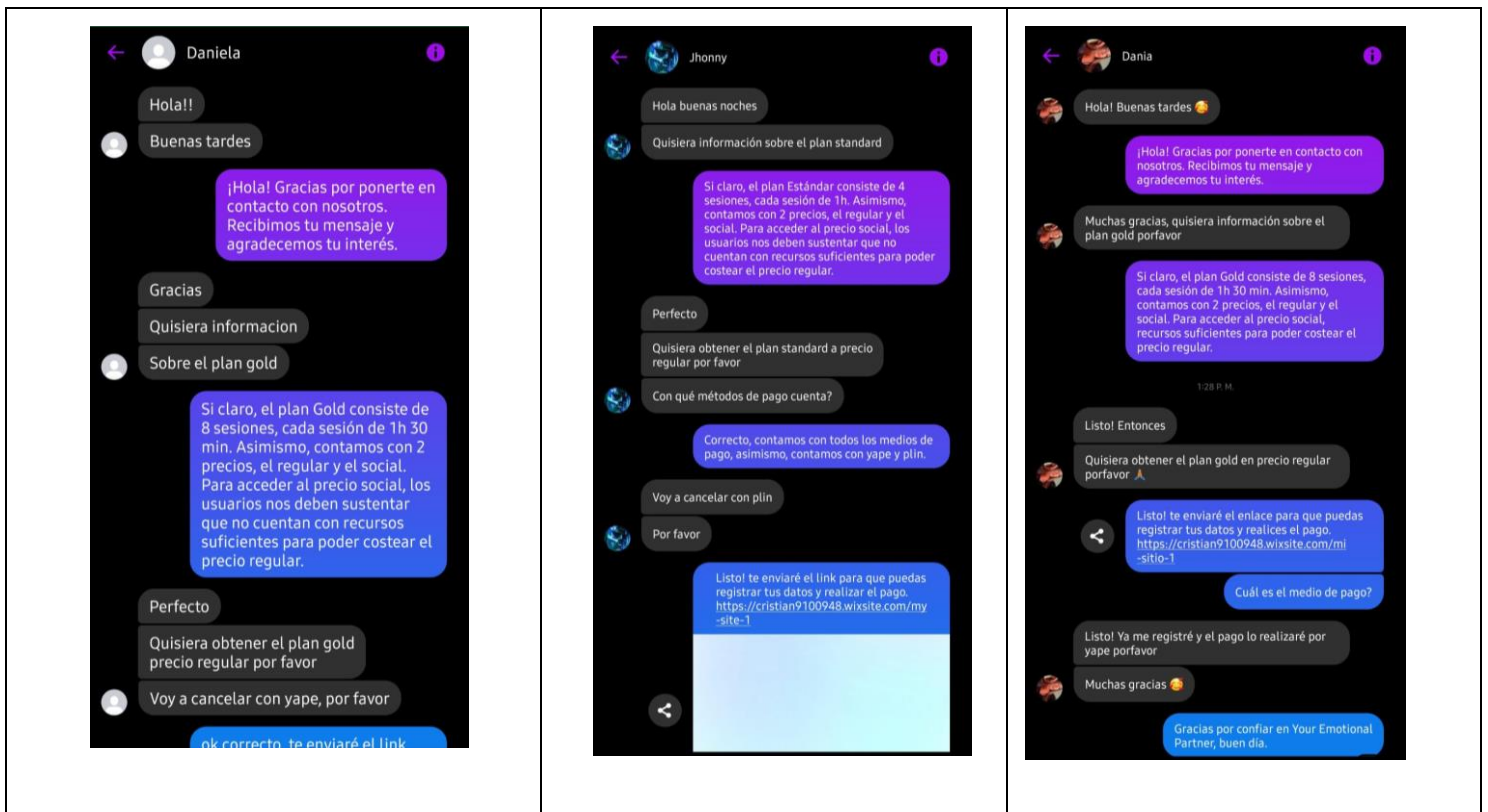 Daniela
Hola!!
Buenas tardes
¡Hola! Gracias por ponerte en
contacto con nosotros.
Recibimos tu mensaje y
agradecemos tu interés.
Gracias
Quisiera informacion
Sobre el plan gold
Si claro, el plan Gold consiste de
8 sesiones, cada sesión de 1h 30
min. Asimismo, contamos con 2
precios, el regular y el social.
Para acceder al precio social, los
usuarios nos deben sustentar
que no cuentan con recursos
suficientes para poder costear el
precio regular.
Perfecto
Quisiera obtener el plan gold
precio regular por favor
Voy a cancelar con yape, por favor
ok correcto, te enviaré el link
Jhonny
Hola buenas noches
Quisiera información sobre el plan standard
Si claro, el plan Estándar consiste de 4
sesiones, cada sesión de 1h. Asimismo,
contamos con 2 precios, el regular y el
social. Para acceder al precio social, los
usuarios nos deben sustentar que no
cuentan con recursos suficientes para poder
costear el precio regular.
Perfecto
Quisiera obtener el plan standard a precio
regular por favor
Con qué métodos de pago cuenta?
Correcto, contamos con todos los medios de
pago, asimismo, contamos con yape y plin.
Voy a cancelar con plin
Por favor
Listo! te enviaré el link para que puedas
registrar tus datos y realizar el pago.
https://cristian9100948.wixsite.com/my
-site-1
Dania
Hola! Buenas tardes 🥰
¡Hola! Gracias por ponerte en contacto con
nosotros. Recibimos tu mensaje y
agradecemos tu interés.
Muchas gracias, quisiera información sobre el
plan gold porfavor
Si claro, el plan Gold consiste de 8 sesiones,
cada sesión de 1h 30 min. Asimismo,
contamos con 2 precios, el regular y el
social. Para acceder al precio social,
recursos suficientes para poder costear el
precio regular.
1:28 P. M.
Listo! Entonces
Quisiera obtener el plan gold en precio regular
porfavor 🙏
Listo! te enviaré el enlace para que puedas
registrar tus datos y realices el pago.
https://cristian9100948.wixsite.com/mi
-sitio-1
Cuál es el medio de pago?
Listo! Ya me registré y el pago lo realizaré por
yape porfavor
Muchas gracias 🥰
Gracias por confiar en Your Emotional
Partner, buen día.